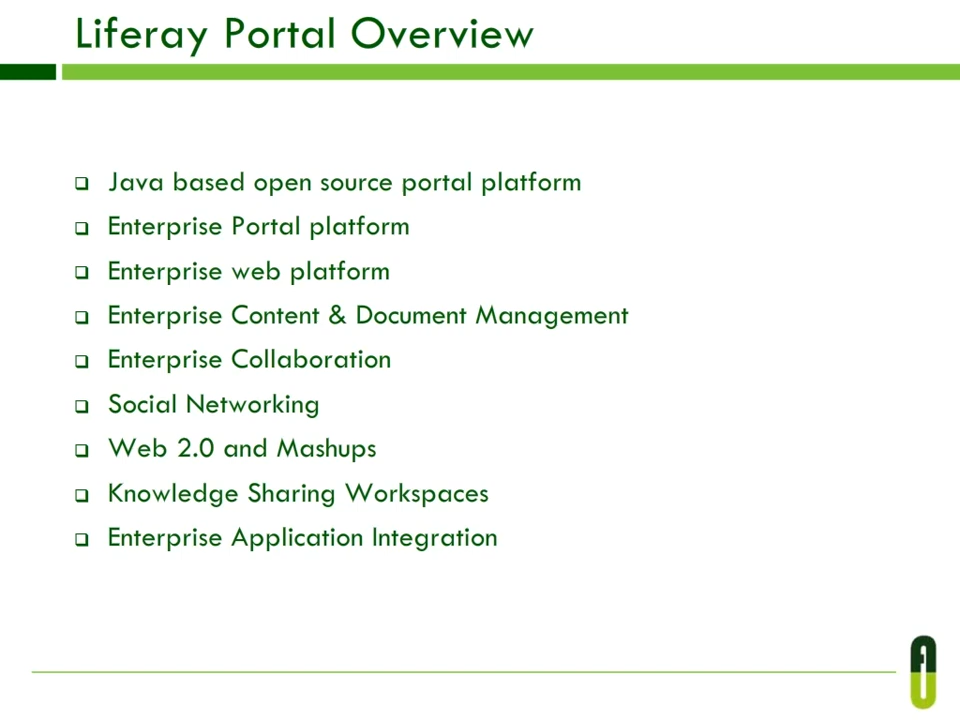 Liferay Portal Overview
Java based open source portal platform
Enterprise Portal platform
Enterprise web platform
Enterprise Content & Document Management
Enterprise Collaboration
Social Networking
Web 2.0 and Mashups
Knowledge Sharing Workspaces
Enterprise Application Integration